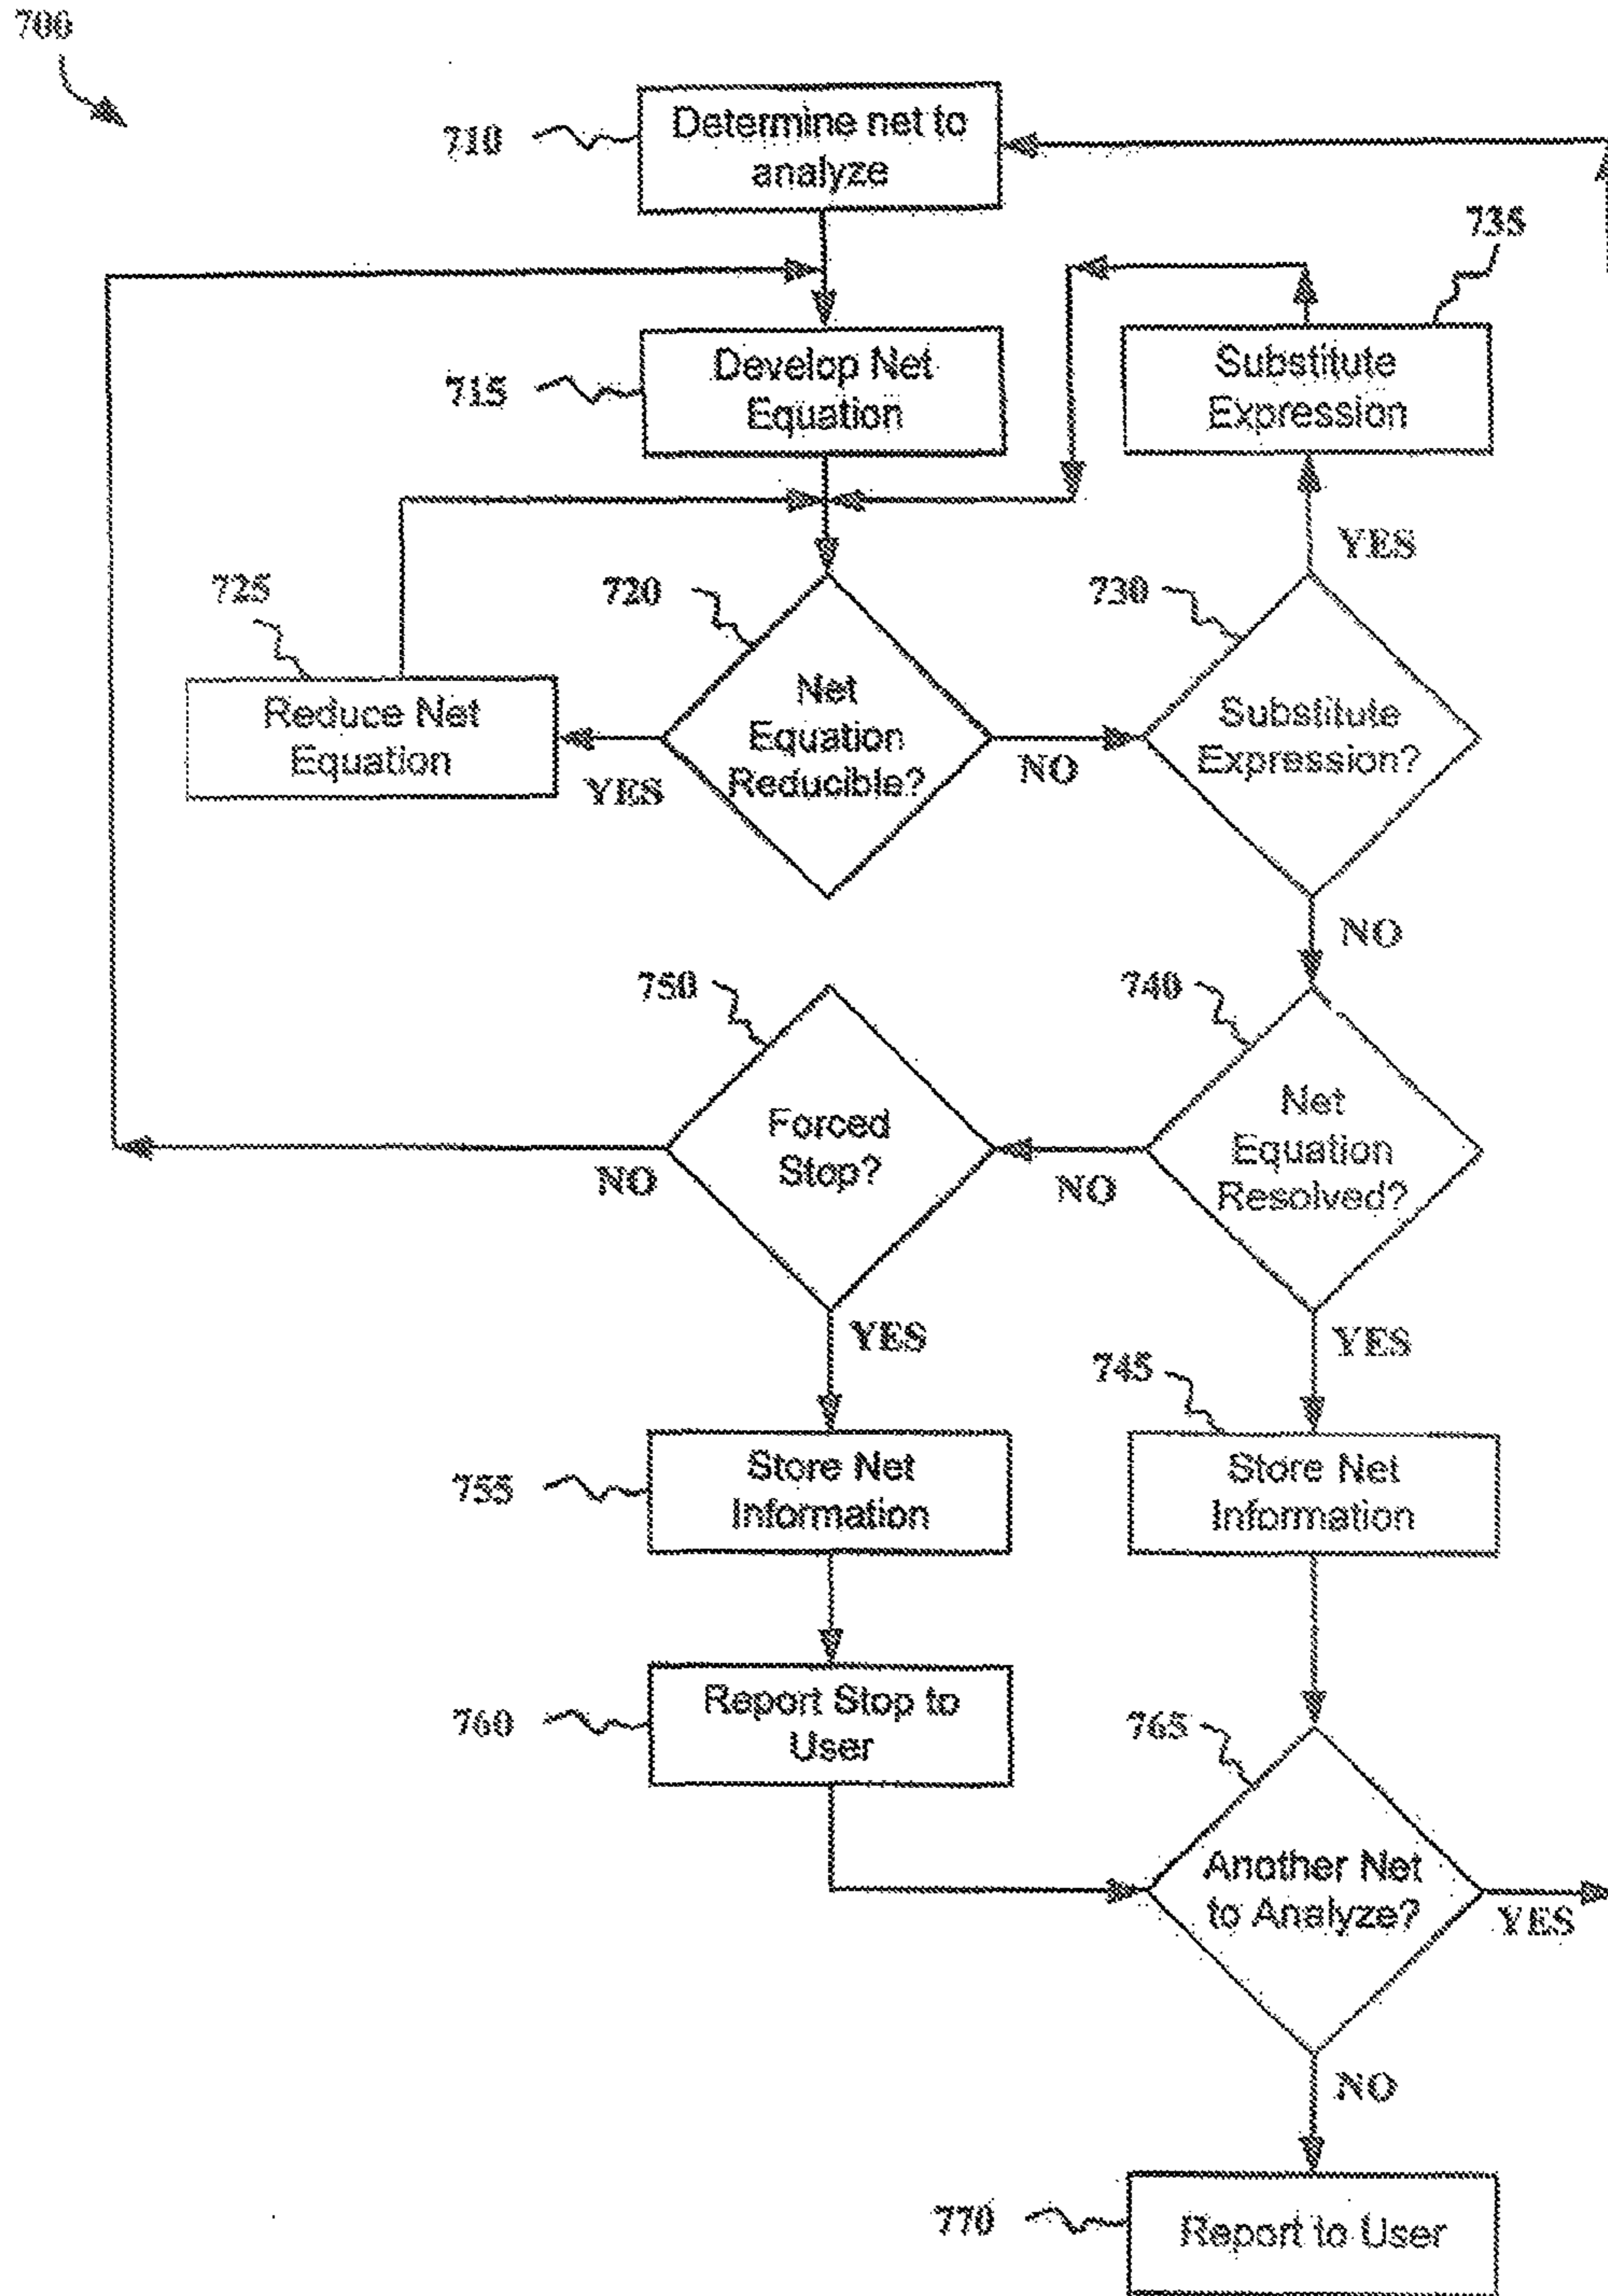 700
710
Determine net to
analyze
735
715
Develop Net
Equation
Substitute
Expression
YES
725
720
730
Reduce Net
Equation
YES
Net
Equation
Reducible?
NO
Substitute
Expression?
NO
750
740
Forced
Stop?
NO
NO
Net
Equation
Resolved?
YES
YES
745
755
Store Net
Information
Store Net
Information
760
Report Stop to
User
765
Another Net
to Analyze?
YES
NO
770
Report to User